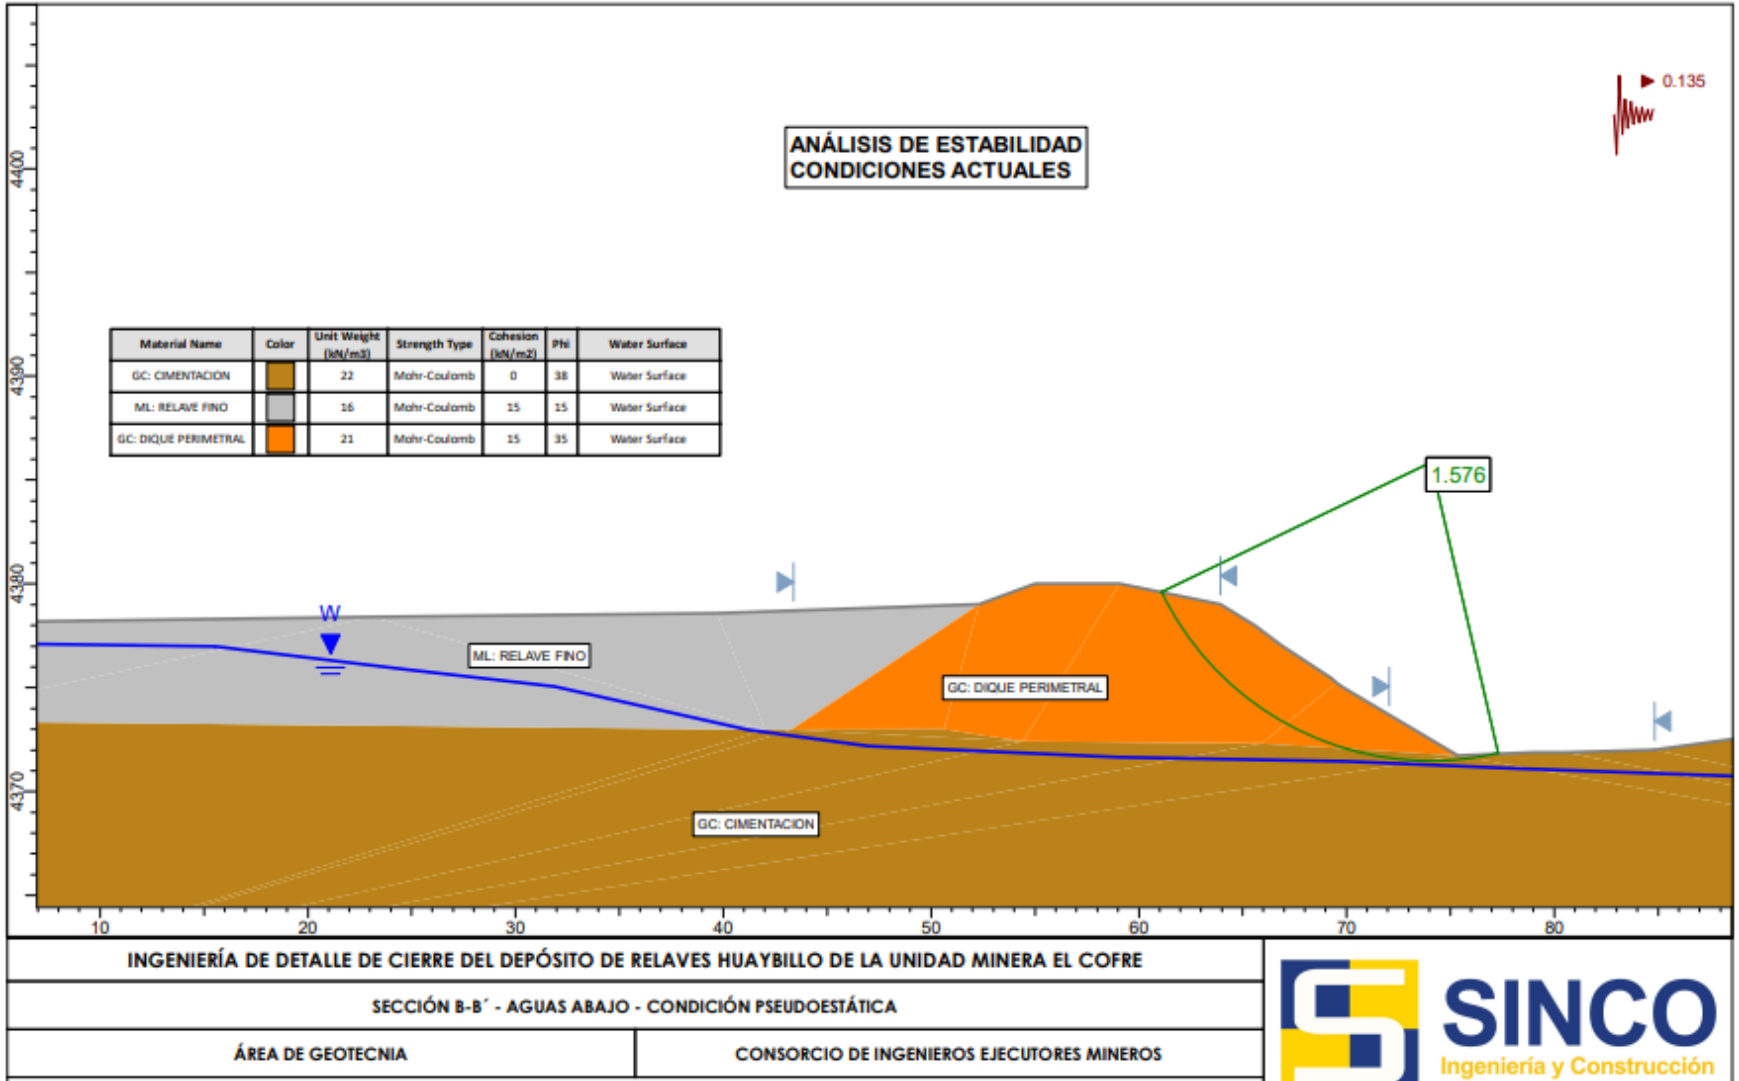 0.135
ANÁLISIS DE ESTABILIDAD
CONDICIONES ACTUALES
4400
4390
4380
4370
Material Name Color Unit Weight (kN/m3) Strength Type Cohesion (kN/m2) Phi Water Surface
GC: CIMENTACION 22 Mohr-Coulomb 0 38 Water Surface
ML: RELAVE FINO 16 Mohr-Coulomb 15 15 Water Surface
GC: DIQUE PERIMETRAL 21 Mohr-Coulomb 15 35 Water Surface
1.576
W
ML: RELAVE FINO
GC: DIQUE PERIMETRAL
GC: CIMENTACION
10 20 30 40 50 60 70 80
INGENIERÍA DE DETALLE DE CIERRE DEL DEPÓSITO DE RELAVES HUAYBILLO DE LA UNIDAD MINERA EL COFRE
SECCIÓN B-B´ - AGUAS ABAJO - CONDICIÓN PSEUDOESTÁTICA
ÁREA DE GEOTECNIA CONSORCIO DE INGENIEROS EJECUTORES MINEROS
SINCO
Ingeniería y Construcción